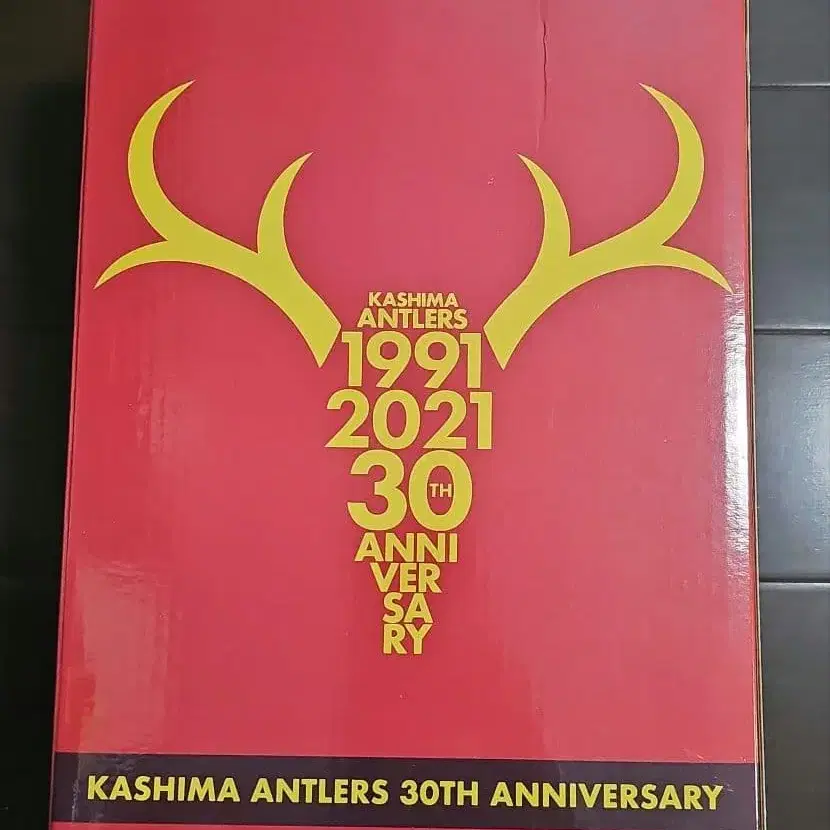 KASHIMA
ANTLERS
1991
2021
30TH
ANNI
VER
SA
RY
KASHIMA ANTLERS 30TH ANNIVERSARY